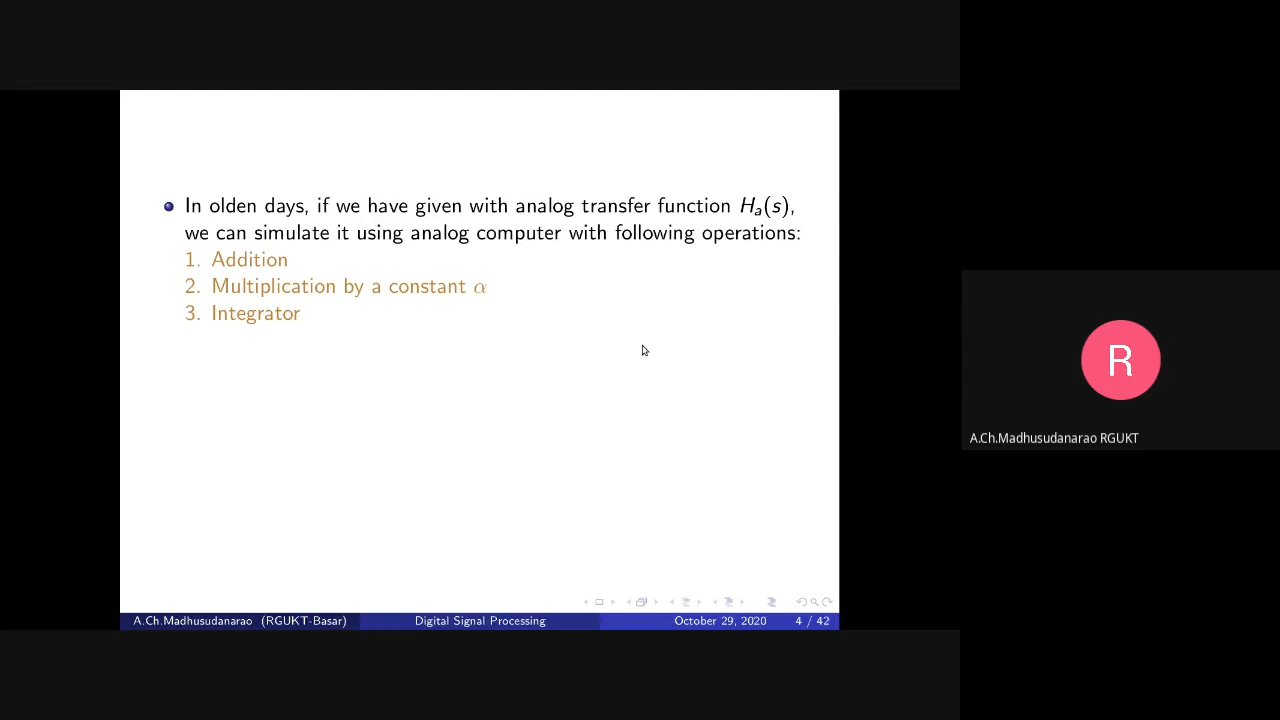 In olden days, if we have given with analog transfer function Hₐ(s),
we can simulate it using analog computer with following operations:
1. Addition
2. Multiplication by a constant α
3. Integrator
R
A.Ch.Madhusudanarao RGUKT
A.Ch.Madhusudanarao (RGUKT-Basar) Digital Signal Processing October 29, 2020 4 / 42